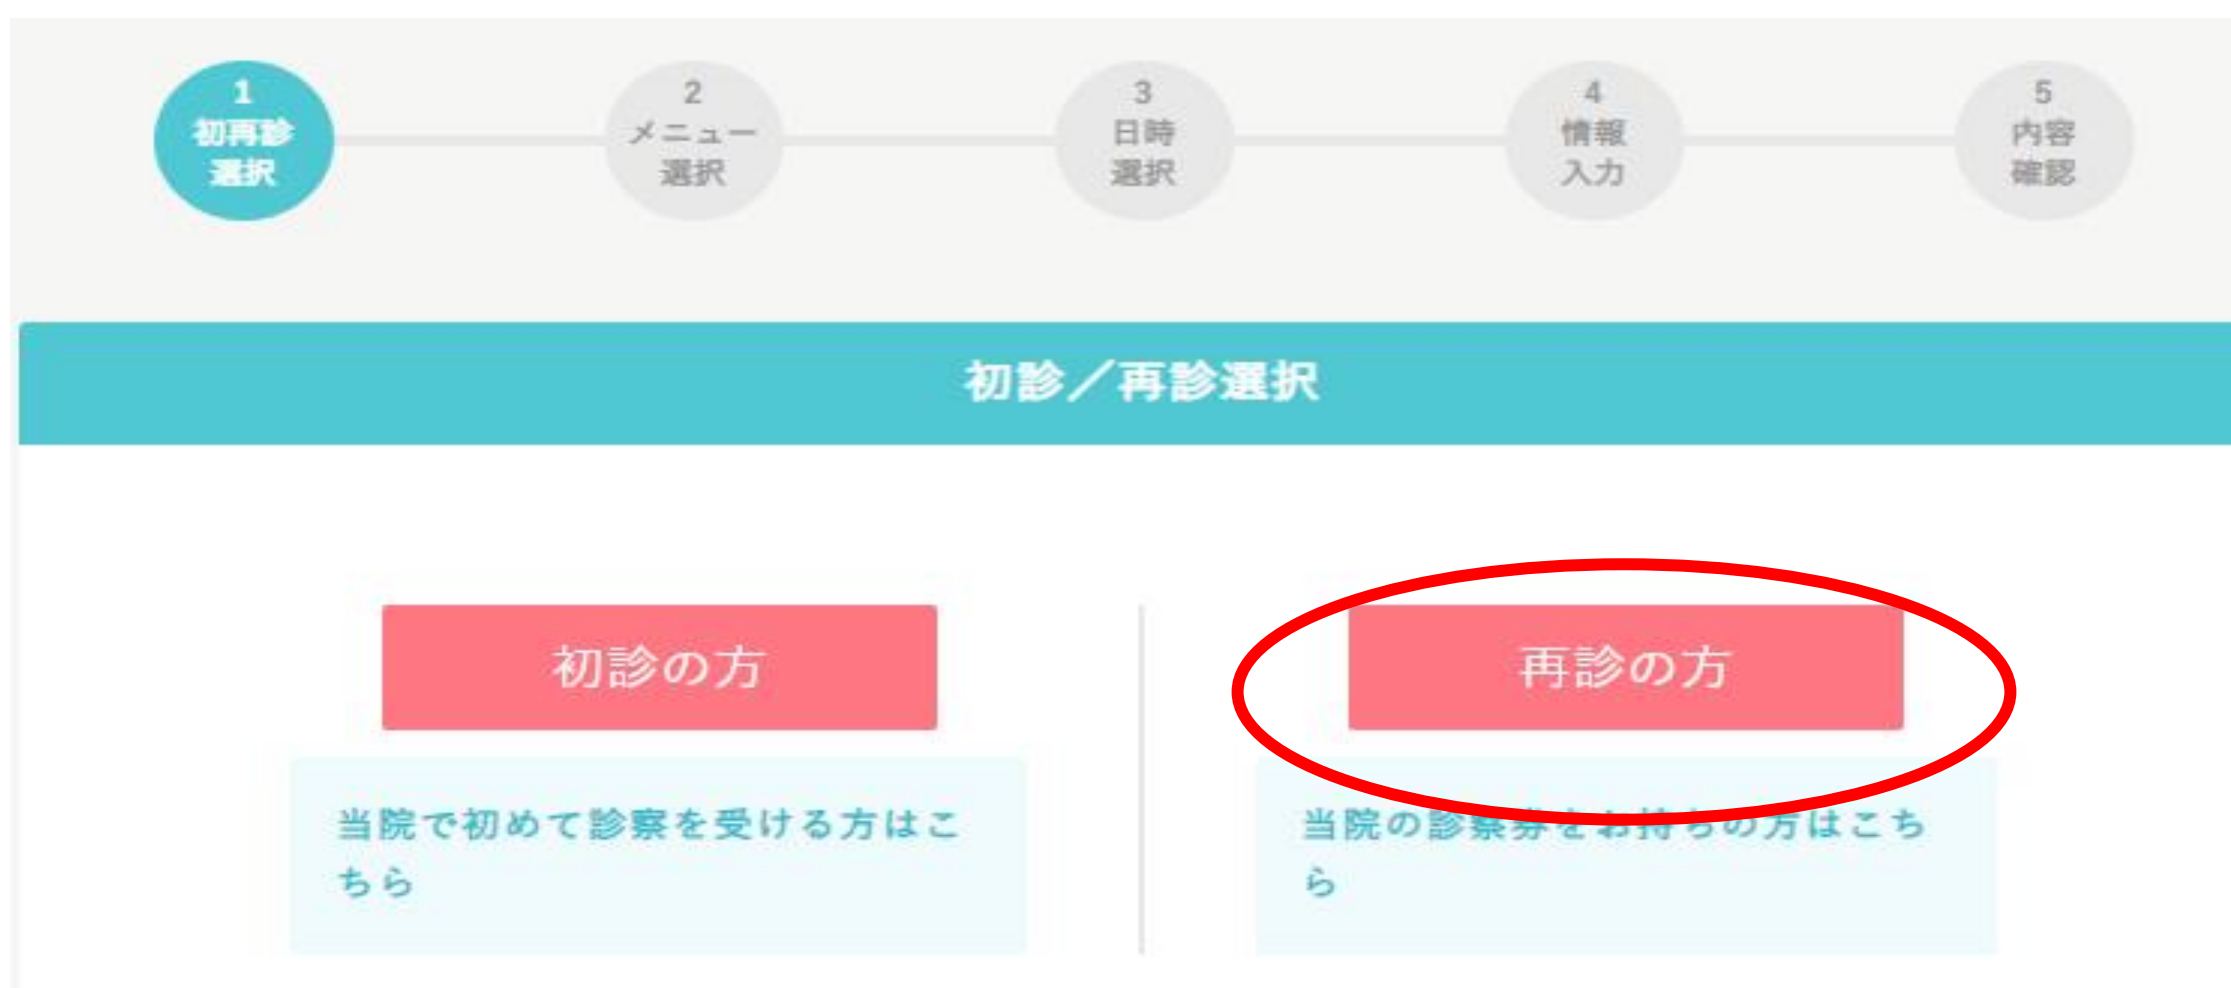 1
初再診
選択
2
メニュー
選択
3
日時
選択
4
情報
入力
5
内容
確認
初診／再診選択
初診の方
再診の方
当院で初めて診察を受ける方はこ
ちら
当院の診察券をお持ちの方はこち
ら